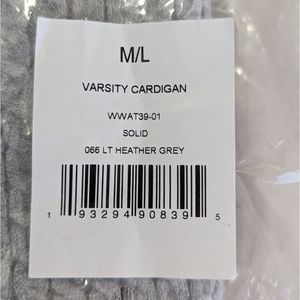 M/L
VARSITY CARDIGAN
WWAT39-01
SOLID
066 LT HEATHER GREY
1 93294 90839 5